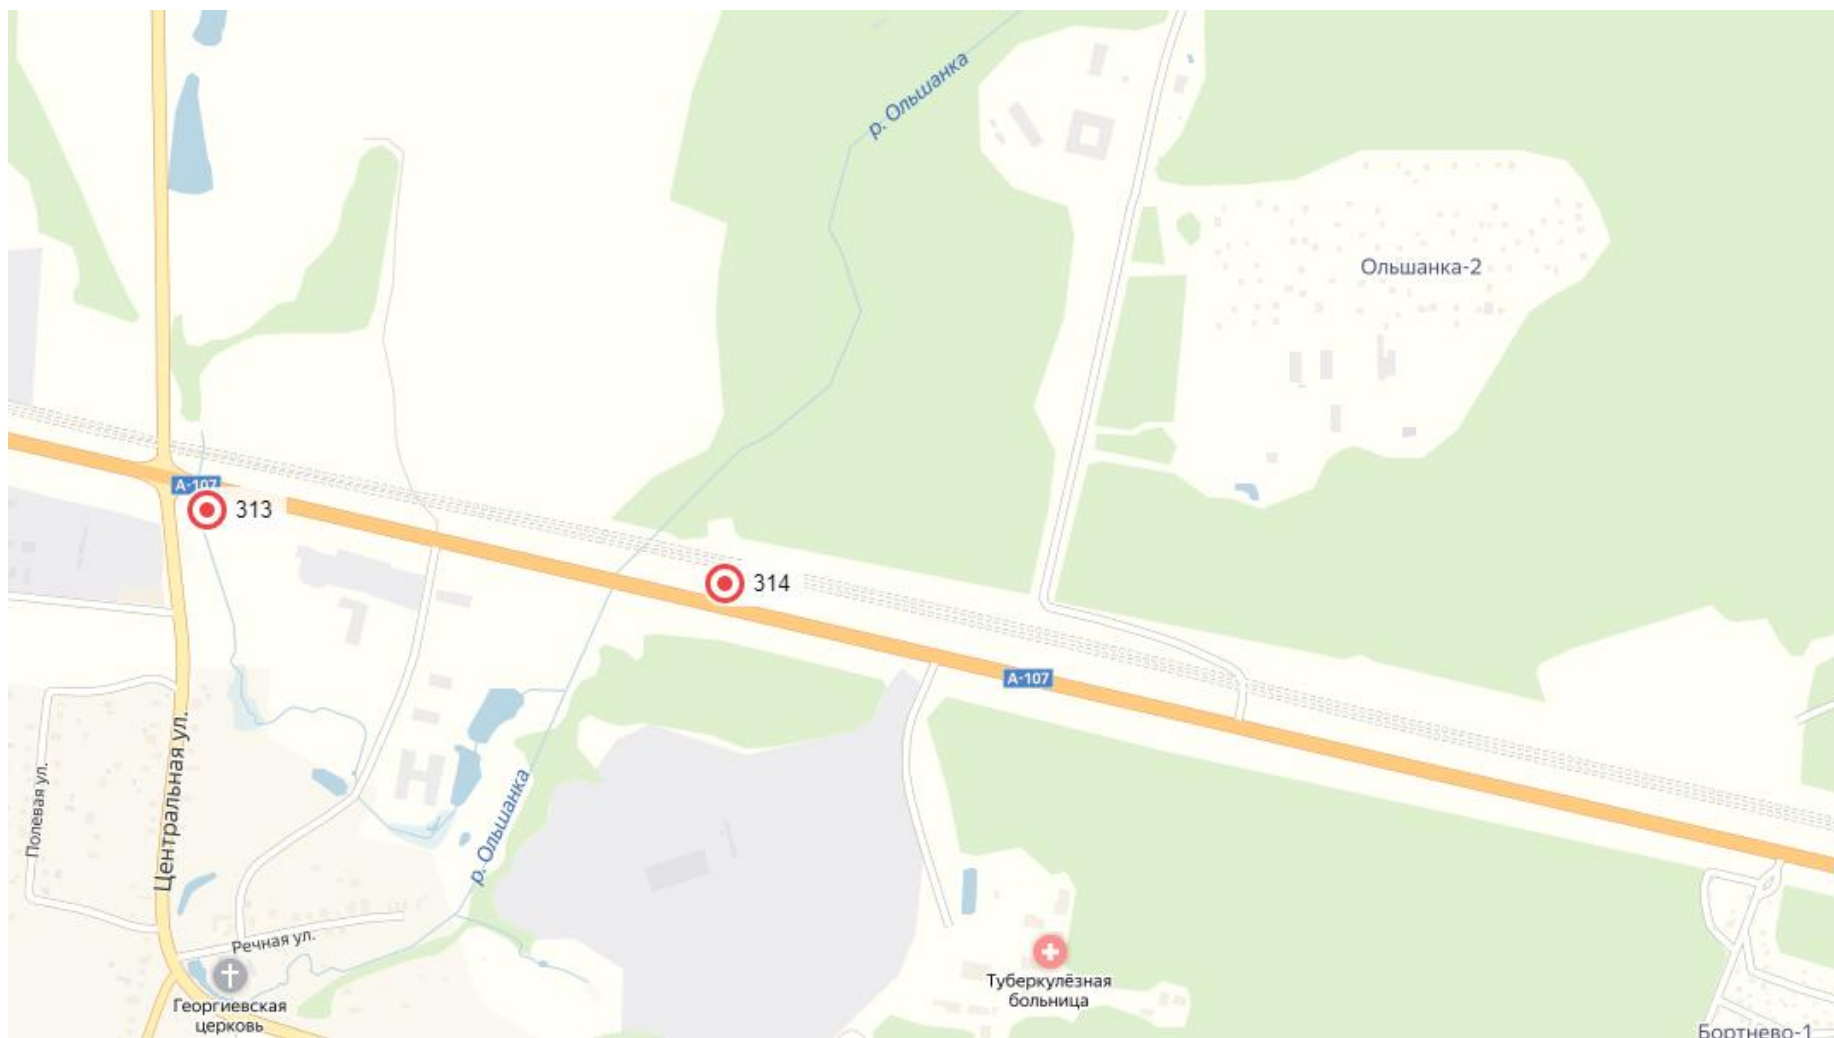 р. Ольшанка
Ольшанка-2
А-107
313
314
А-107
Центральная ул.
Полевая ул.
р. Ольшанка
Речная ул.
Георгиевская
церковь
Туберкулёзная
больница
Бортнево-1